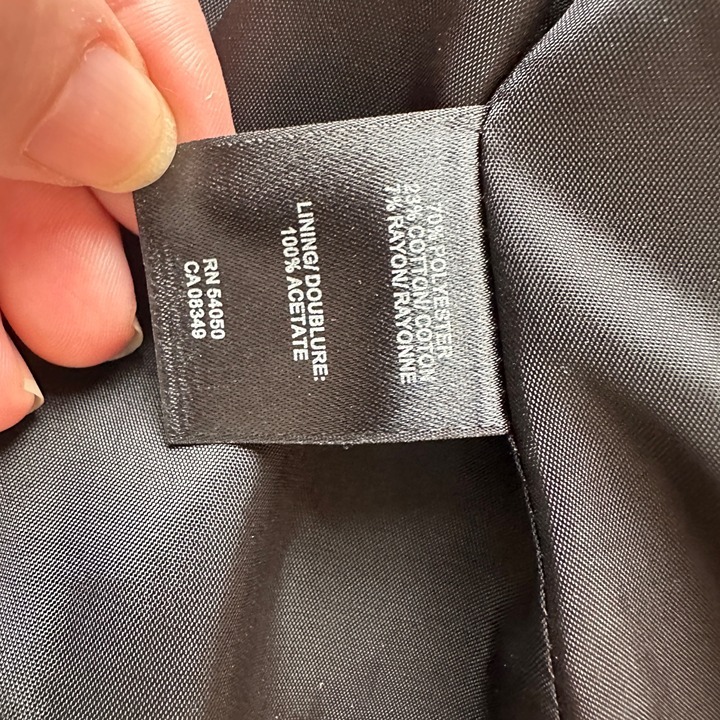 70% POLYESTER
23% COTTON/ COTON
7% RAYON/ RAYONNE
LINING/ DOUBLURE:
100% ACETATE
RN 54050
CA 08349